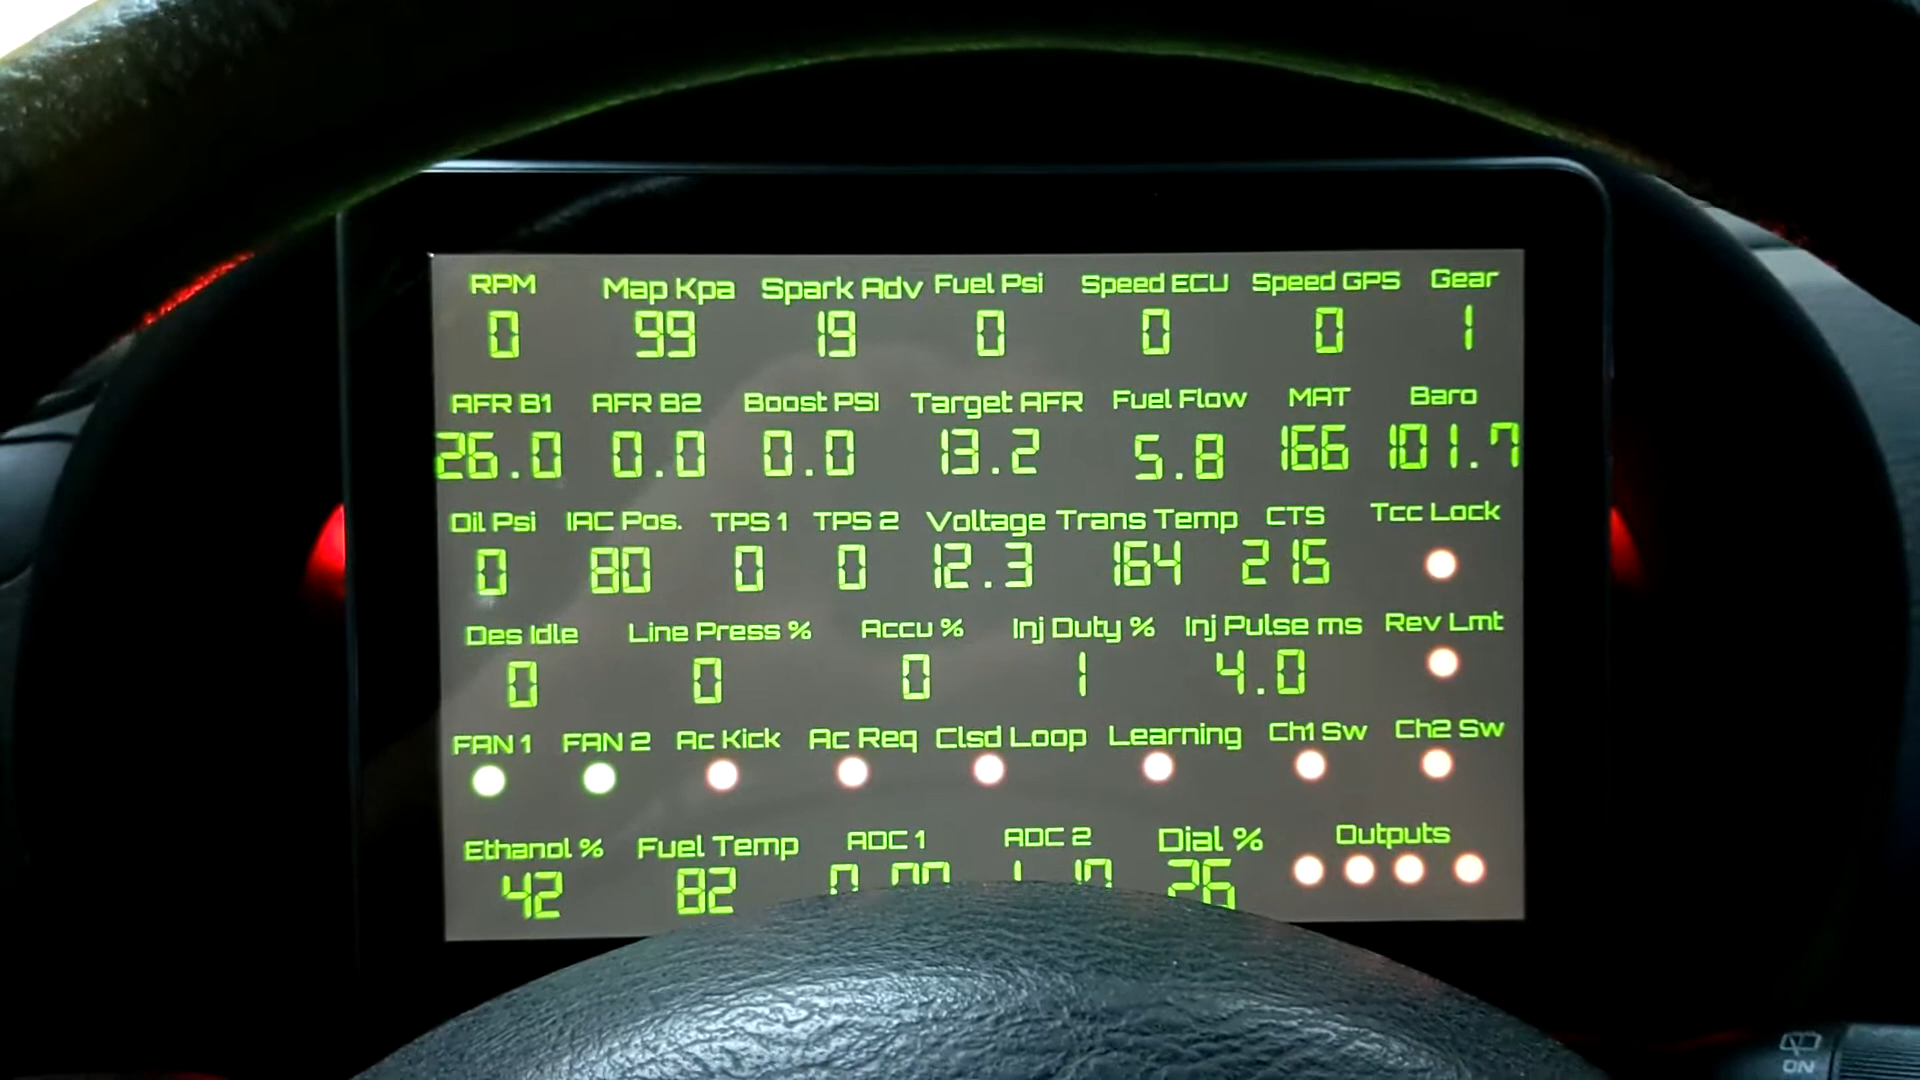 RPM Map Kpa Spark Adv Fuel Psi Speed ECU Speed GPS Gear
0 99 19 0 0 0 1
AFR B1 AFR B2 Boost PSI Target AFR Fuel Flow MAT Baro
26.0 0.0 0.0 13.2 5.8 166 101.7
Oil Psi IAC Pos. TPS 1 TPS 2 Voltage Trans Temp CTS Tcc Lock
0 80 0 0 12.3 164 215
Des Idle Line Press % Accu % Inj Duty % Inj Pulse ms Rev Lmt
0 0 0 1 4.0
FAN 1 FAN 2 Ac Kick Ac Req Clsd Loop Learning Ch1 Sw Ch2 Sw
Ethanol % Fuel Temp ADC 1 ADC 2 Dial % Outputs
42 82 26
ON